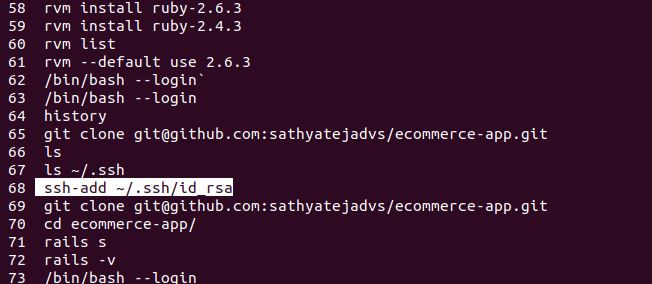 58 rvm install ruby-2.6.3
59 rvm install ruby-2.4.3
60 rvm list
61 rvm --default use 2.6.3
62 /bin/bash --login`
63 /bin/bash --login
64 history
65 git clone git@github.com:sathyatejadvs/ecommerce-app.git
66 ls
67 ls ~/.ssh
68 ssh-add ~/.ssh/id_rsa
69 git clone git@github.com:sathyatejadvs/ecommerce-app.git
70 cd ecommerce-app/
71 rails s
72 rails -v
73 /bin/bash --login